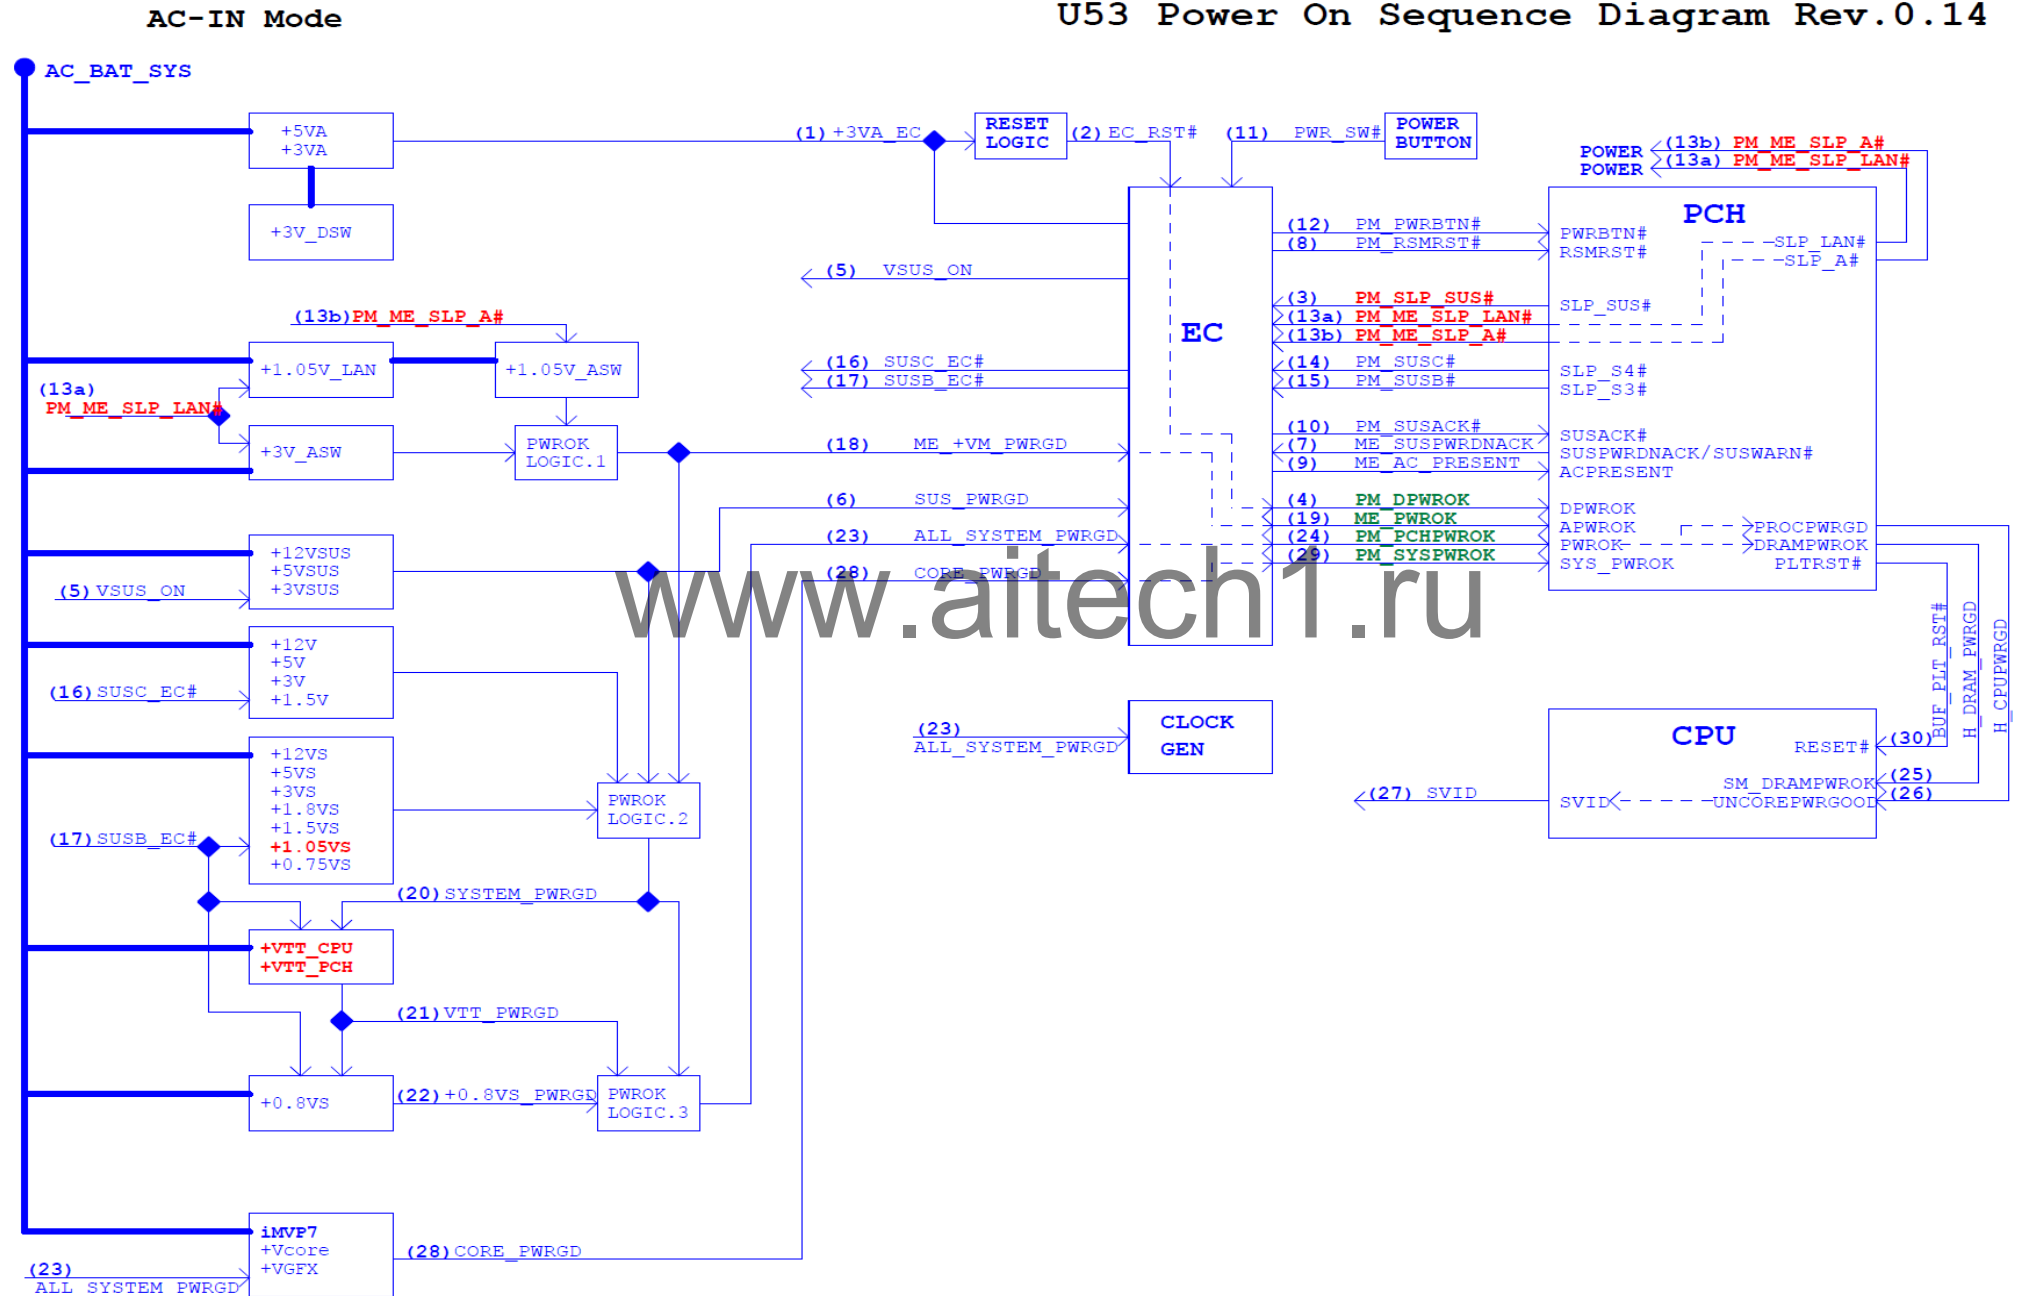 AC-IN Mode
U53 Power On Sequence Diagram Rev.0.14
AC_BAT_SYS
+5VA
+3VA
+3V_DSW
(1) +3VA_EC
RESET
LOGIC
(2) EC_RST#
(11) PWR_SW#
POWER
BUTTON
POWER (13b) PM_ME_SLP_A#
POWER (13a) PM_ME_SLP_LAN#
PCH
EC
(12) PM_PWRBTN# PWRBTN#
(8) PM_RSMRST# RSMRST#
SLP_LAN#
SLP_A#
(5) VSUS_ON
(3) PM_SLP_SUS# SLP_SUS#
(13a) PM_ME_SLP_LAN#
(13b) PM_ME_SLP_A#
(16) SUSC_EC#
(17) SUSB_EC#
(14) PM_SUSC# SLP_S4#
(15) PM_SUSB# SLP_S3#
(10) PM_SUSACK# SUSACK#
(7) ME_SUSPWRDNACK SUSPWRDNACK/SUSWARN#
(9) ME_AC_PRESENT ACPRESENT
(4) PM_DPWROK DPWROK
(19) ME_PWROK APWROK PROCPWRGD
(24) PM_PCHPWROK PWROK DRAMPWROK
(29) PM_SYSPWROK SYS_PWROK PLTRST#
(13b) PM_ME_SLP_A#
+1.05V_LAN
+1.05V_ASW
(13a)
PM_ME_SLP_LAN#
+3V_ASW
PWROK
LOGIC.1
(18) ME_+VM_PWRGD
(6) SUS_PWRGD
(23) ALL_SYSTEM_PWRGD
(28) CORE_PWRGD
+12VSUS
+5VSUS
+3VSUS
(5) VSUS_ON
www.aitech1.ru
+12V
+5V
+3V
+1.5V
(16) SUSC_EC#
BUF_PLT_RST#
H_DRAM_PWRGD
H_CPUPWRGD
CLOCK
GEN
(23)
ALL_SYSTEM_PWRGD
CPU
RESET# (30)
SM_DRAMPWROK (25)
SVID UNCOREPWRGOOD (26)
(27) SVID
+12VS
+5VS
+3VS
+1.8VS
+1.5VS
+1.05VS
+0.75VS
(17) SUSB_EC#
PWROK
LOGIC.2
(20) SYSTEM_PWRGD
+VTT_CPU
+VTT_PCH
(21) VTT_PWRGD
+0.8VS
(22) +0.8VS_PWRGD
PWROK
LOGIC.3
iMVP7
+Vcore
+VGFX
(28) CORE_PWRGD
(23)
ALL_SYSTEM_PWRGD